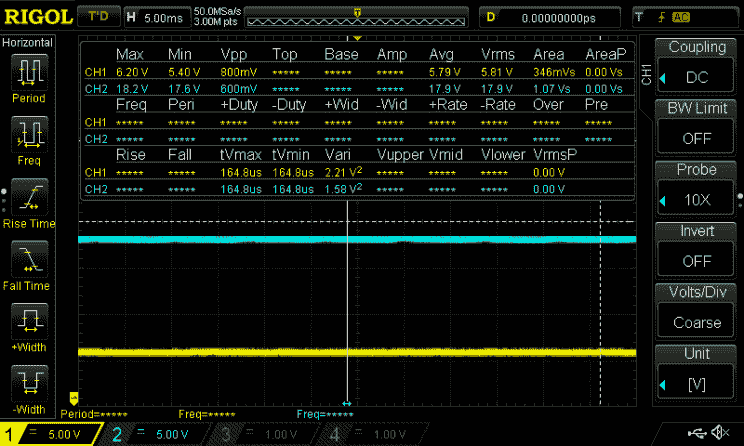 RIGOL T'D H 5.00ms 50.0MSa/s 3.00M pts D 0.00000000ps T AC
Horizontal
Period
Freq
Rise Time
Fall Time
+Width
-Width
Max Min Vpp Top Base Amp Avg Vrms Area AreaP
CH1 6.20 V 5.40 V 800mV ***** ***** ***** 5.79 V 5.81 V 346mVs 0.00 Vs
CH2 18.2 V 17.6 V 600mV ***** ***** ***** 17.9 V 17.9 V 1.07 Vs 0.00 Vs
Freq Peri +Duty -Duty +Wid -Wid +Rate -Rate Over Pre
CH1 ***** ***** ***** ***** ***** ***** ***** ***** ***** *****
CH2 ***** ***** ***** ***** ***** ***** ***** ***** ***** *****
Rise Fall tVmax tVmin Vari Vupper Vmid Vlower VrmsP
CH1 ***** ***** 164.8us 164.8us 2.21 V² ***** ***** ***** 0.00 V
CH2 ***** ***** 164.8us 164.8us 1.58 V² ***** ***** ***** 0.00 V
CH1
Coupling
DC
BW Limit
OFF
Probe
10X
Invert
OFF
Volts/Div
Coarse
Unit
[V]
Period=***** Freq=***** Freq=*****
1 = 5.00 V 2 = 5.00 V 3 = 1.00 V 4 = 1.00 V